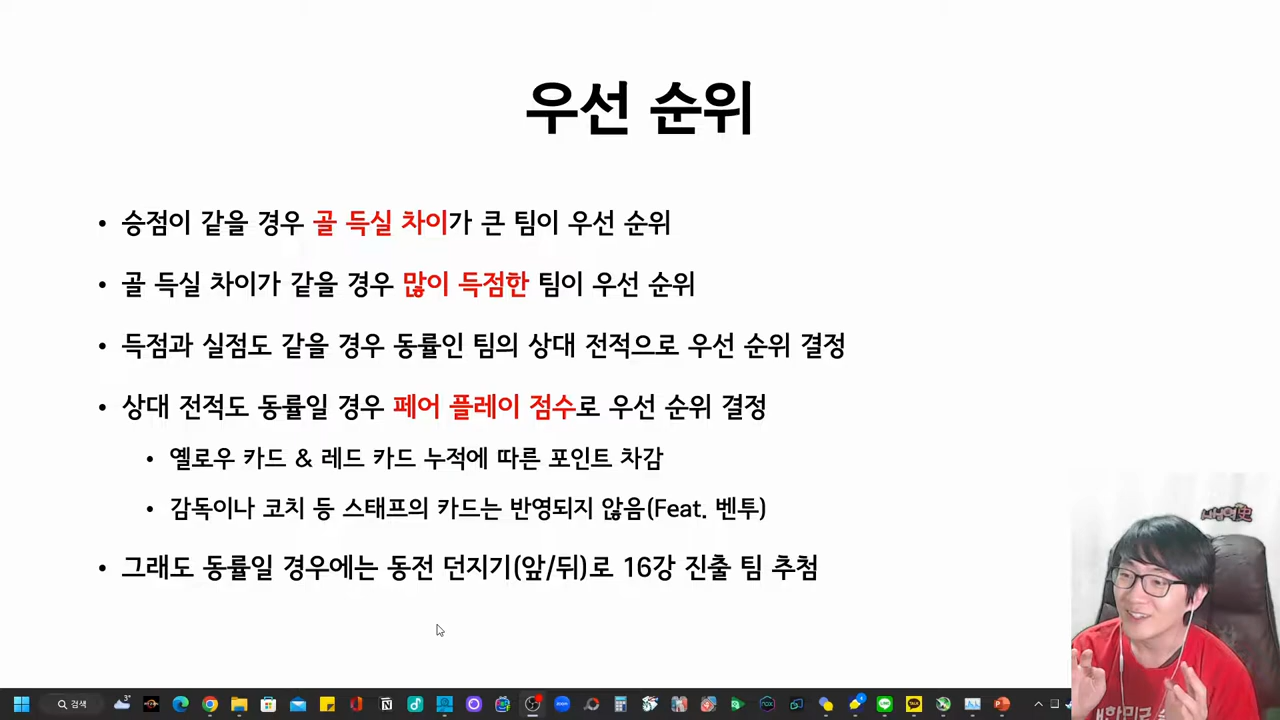 우선 순위
• 승점이 같을 경우 골 득실 차이가 큰 팀이 우선 순위
• 골 득실 차이가 같을 경우 많이 득점한 팀이 우선 순위
• 득점과 실점도 같을 경우 동률인 팀의 상대 전적으로 우선 순위 결정
• 상대 전적도 동률일 경우 페어 플레이 점수로 우선 순위 결정
• 옐로우 카드 & 레드 카드 누적에 따른 포인트 차감
• 감독이나 코치 등 스태프의 카드는 반영되지 않음(Feat. 벤투)
• 그래도 동률일 경우에는 동전 던지기(앞/뒤)로 16강 진출 팀 추첨
대한민국
검색
3°